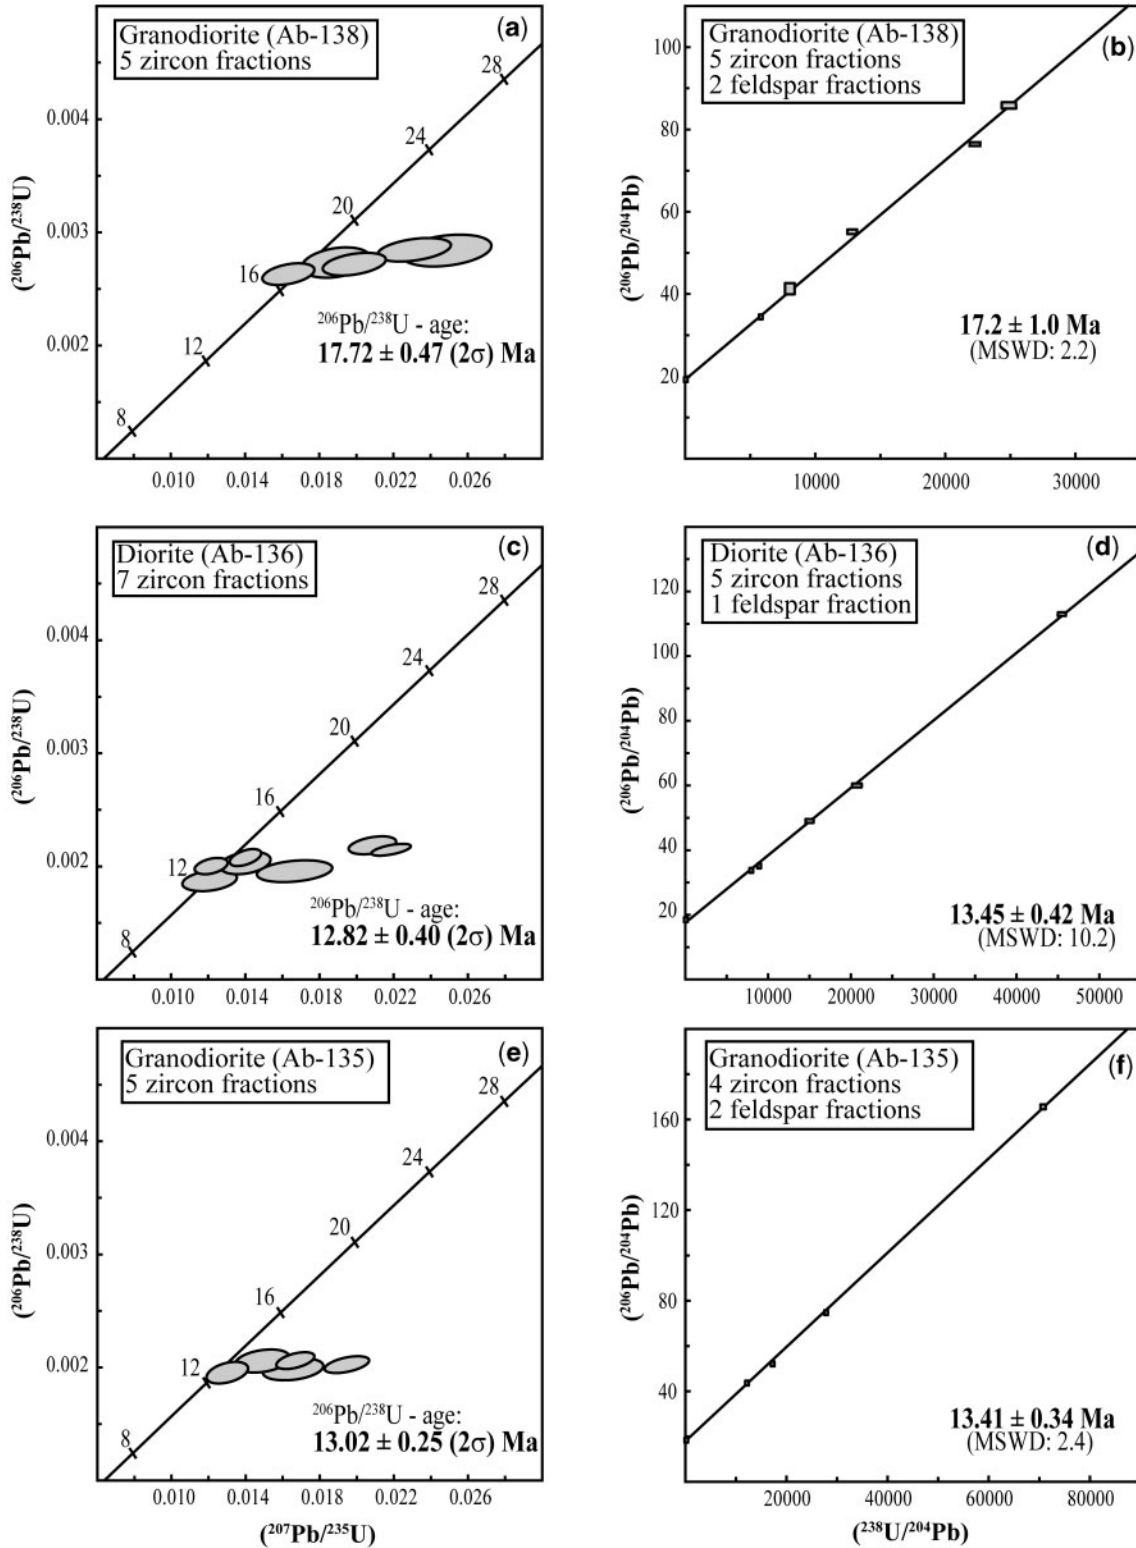 (a)
Granodiorite (Ab-138)
5 zircon fractions
28
24
20
16
12
8
0.004
0.003
0.002
(²⁰⁶Pb/²³⁸U)
²⁰⁶Pb/²³⁸U - age:
17.72 ± 0.47 (2σ) Ma
0.010 0.014 0.018 0.022 0.026
(b)
Granodiorite (Ab-138)
5 zircon fractions
2 feldspar fractions
100
80
60
40
20
(²⁰⁶Pb/²⁰⁴Pb)
17.2 ± 1.0 Ma
(MSWD: 2.2)
10000 20000 30000
(c)
Diorite (Ab-136)
7 zircon fractions
28
24
20
16
12
8
0.004
0.003
0.002
(²⁰⁶Pb/²³⁸U)
²⁰⁶Pb/²³⁸U - age:
12.82 ± 0.40 (2σ) Ma
0.010 0.014 0.018 0.022 0.026
(d)
Diorite (Ab-136)
5 zircon fractions
1 feldspar fraction
120
100
80
60
40
20
(²⁰⁶Pb/²⁰⁴Pb)
13.45 ± 0.42 Ma
(MSWD: 10.2)
10000 20000 30000 40000 50000
(e)
Granodiorite (Ab-135)
5 zircon fractions
28
24
20
16
12
8
0.004
0.003
0.002
(²⁰⁶Pb/²³⁸U)
²⁰⁶Pb/²³⁸U - age:
13.02 ± 0.25 (2σ) Ma
0.010 0.014 0.018 0.022 0.026
(²⁰⁷Pb/²³⁵U)
(f)
Granodiorite (Ab-135)
4 zircon fractions
2 feldspar fractions
160
120
80
40
(²⁰⁶Pb/²⁰⁴Pb)
13.41 ± 0.34 Ma
(MSWD: 2.4)
20000 40000 60000 80000
(²³⁸U/²⁰⁴Pb)